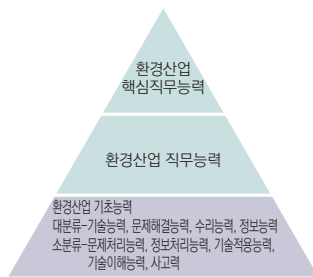 환경산업
핵심직무능력
환경산업 직무능력
환경산업 기초능력
대분류-기술능력, 문제해결능력, 수리능력, 정보능력
소분류-문제처리능력, 정보처리능력, 기술적용능력,
기술이해능력, 사고력